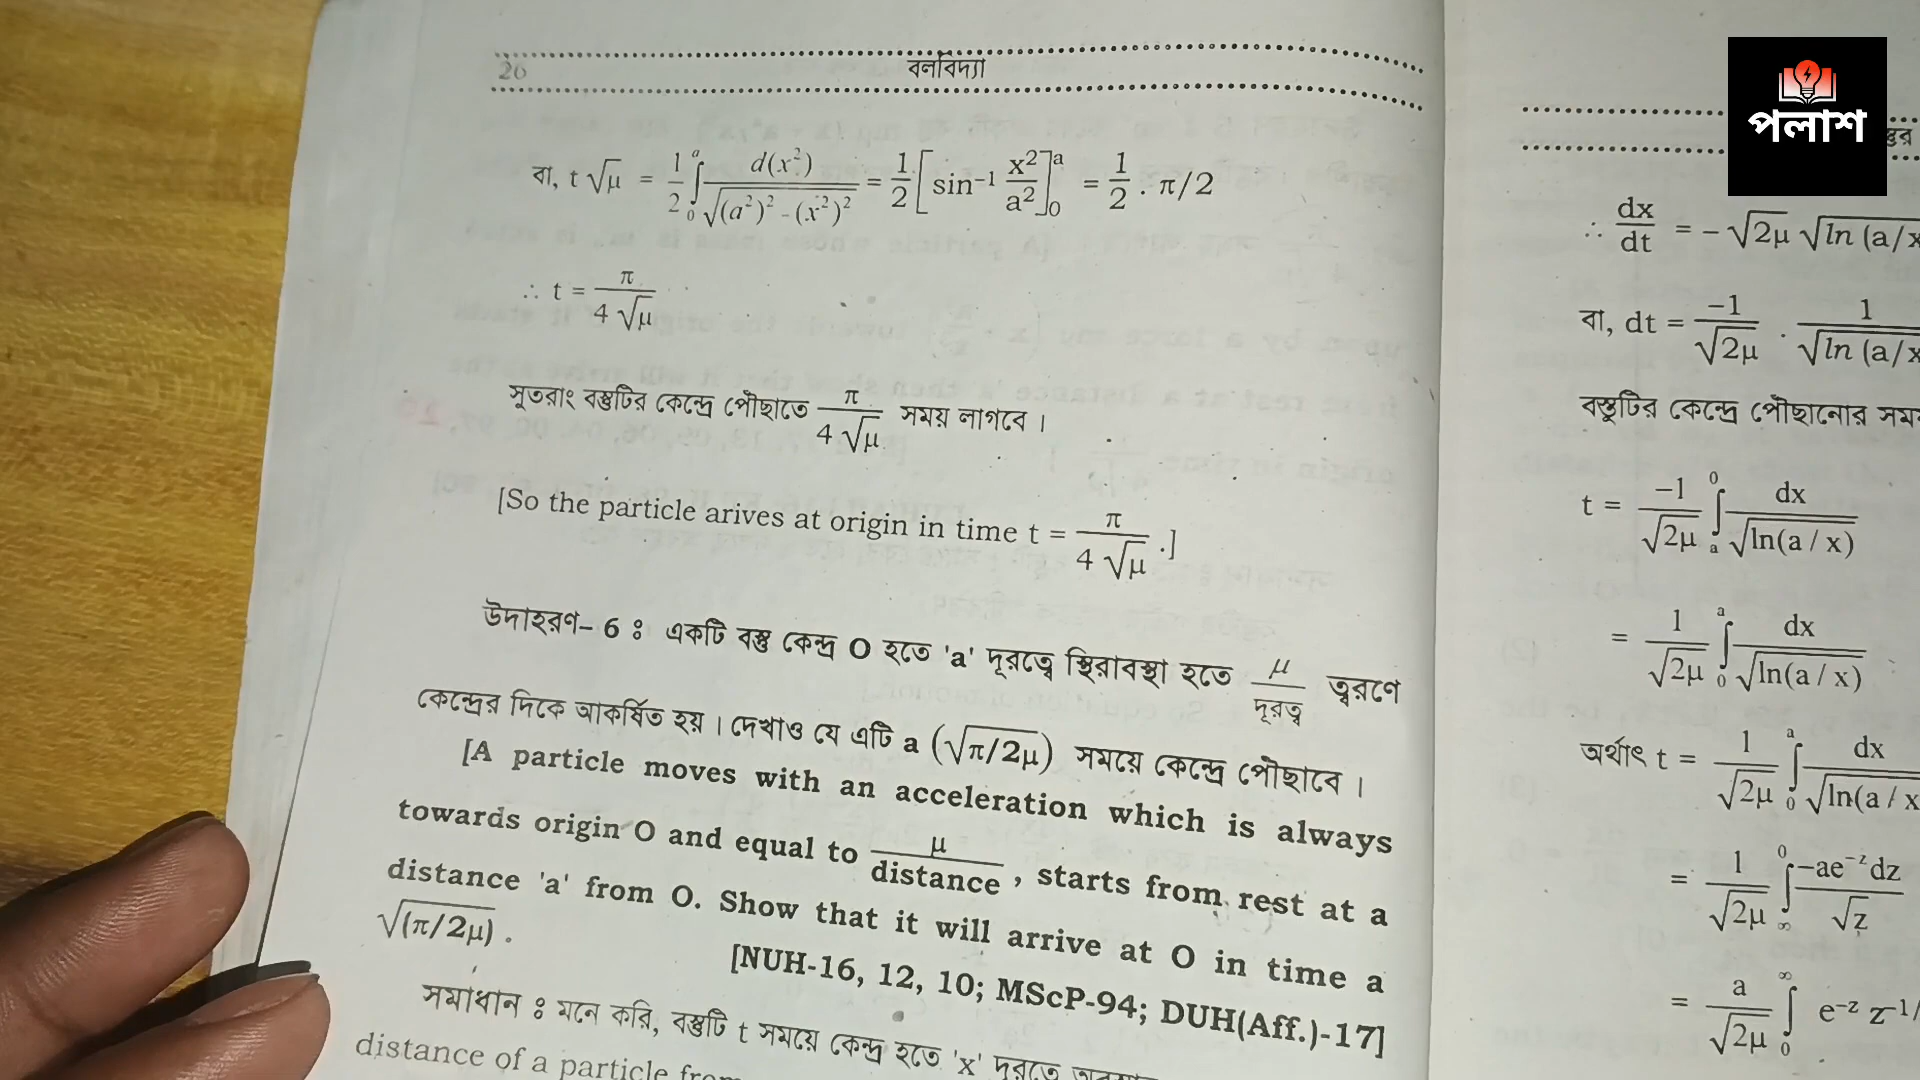 26
বলবিদ্যা
বা, t √μ = 1/2 ∫₀ᵃ d(x²)/√((a²)² - (x²)²) = 1/2 [sin⁻¹ x²/a²]₀ᵃ = 1/2 . π/2
∴ t = π/(4 √μ)
সুতরাং বস্তুটির কেন্দ্রে পৌছাতে π/(4 √μ) সময় লাগবে ।
[So the particle arives at origin in time t = π/(4 √μ) .]
উদাহরণ– 6 ঃ একটি বস্তু কেন্দ্র O হতে 'a' দূরত্বে স্থিরাবস্থা হতে μ/দূরত্ব ত্বরণে
কেন্দ্রের দিকে আকর্ষিত হয় । দেখাও যে এটি a (√π/2μ) সময়ে কেন্দ্রে পৌছাবে ।
[A particle moves with an acceleration which is always
towards origin O and equal to μ/distance , starts from rest at a
distance 'a' from O. Show that it will arrive at O in time a
√(π/2μ) .
[NUH-16, 12, 10; MScP-94; DUH(Aff.)-17]
সমাধান ঃ মনে করি, বস্তুটি t সময়ে কেন্দ্র হতে 'x' দূরত্বে
distance of a particle
পলাশ
∴ dx/dt = – √2μ √ln (a/x
বা, dt = –1/√2μ . 1/√ln (a/x
বস্তুটির কেন্দ্রে পৌছানোর
t = –1/√2μ ∫ₐ⁰ dx/√ln(a / x)
= 1/√2μ ∫₀ᵃ dx/√ln(a / x)
অর্থাৎ t = 1/√2μ ∫₀ᵃ dx/√ln(a / x
= 1/√2μ ∫∞⁰ –ae⁻ᶻdz/√z
= a/√2μ ∫₀^∞ e⁻ᶻ z⁻¹/